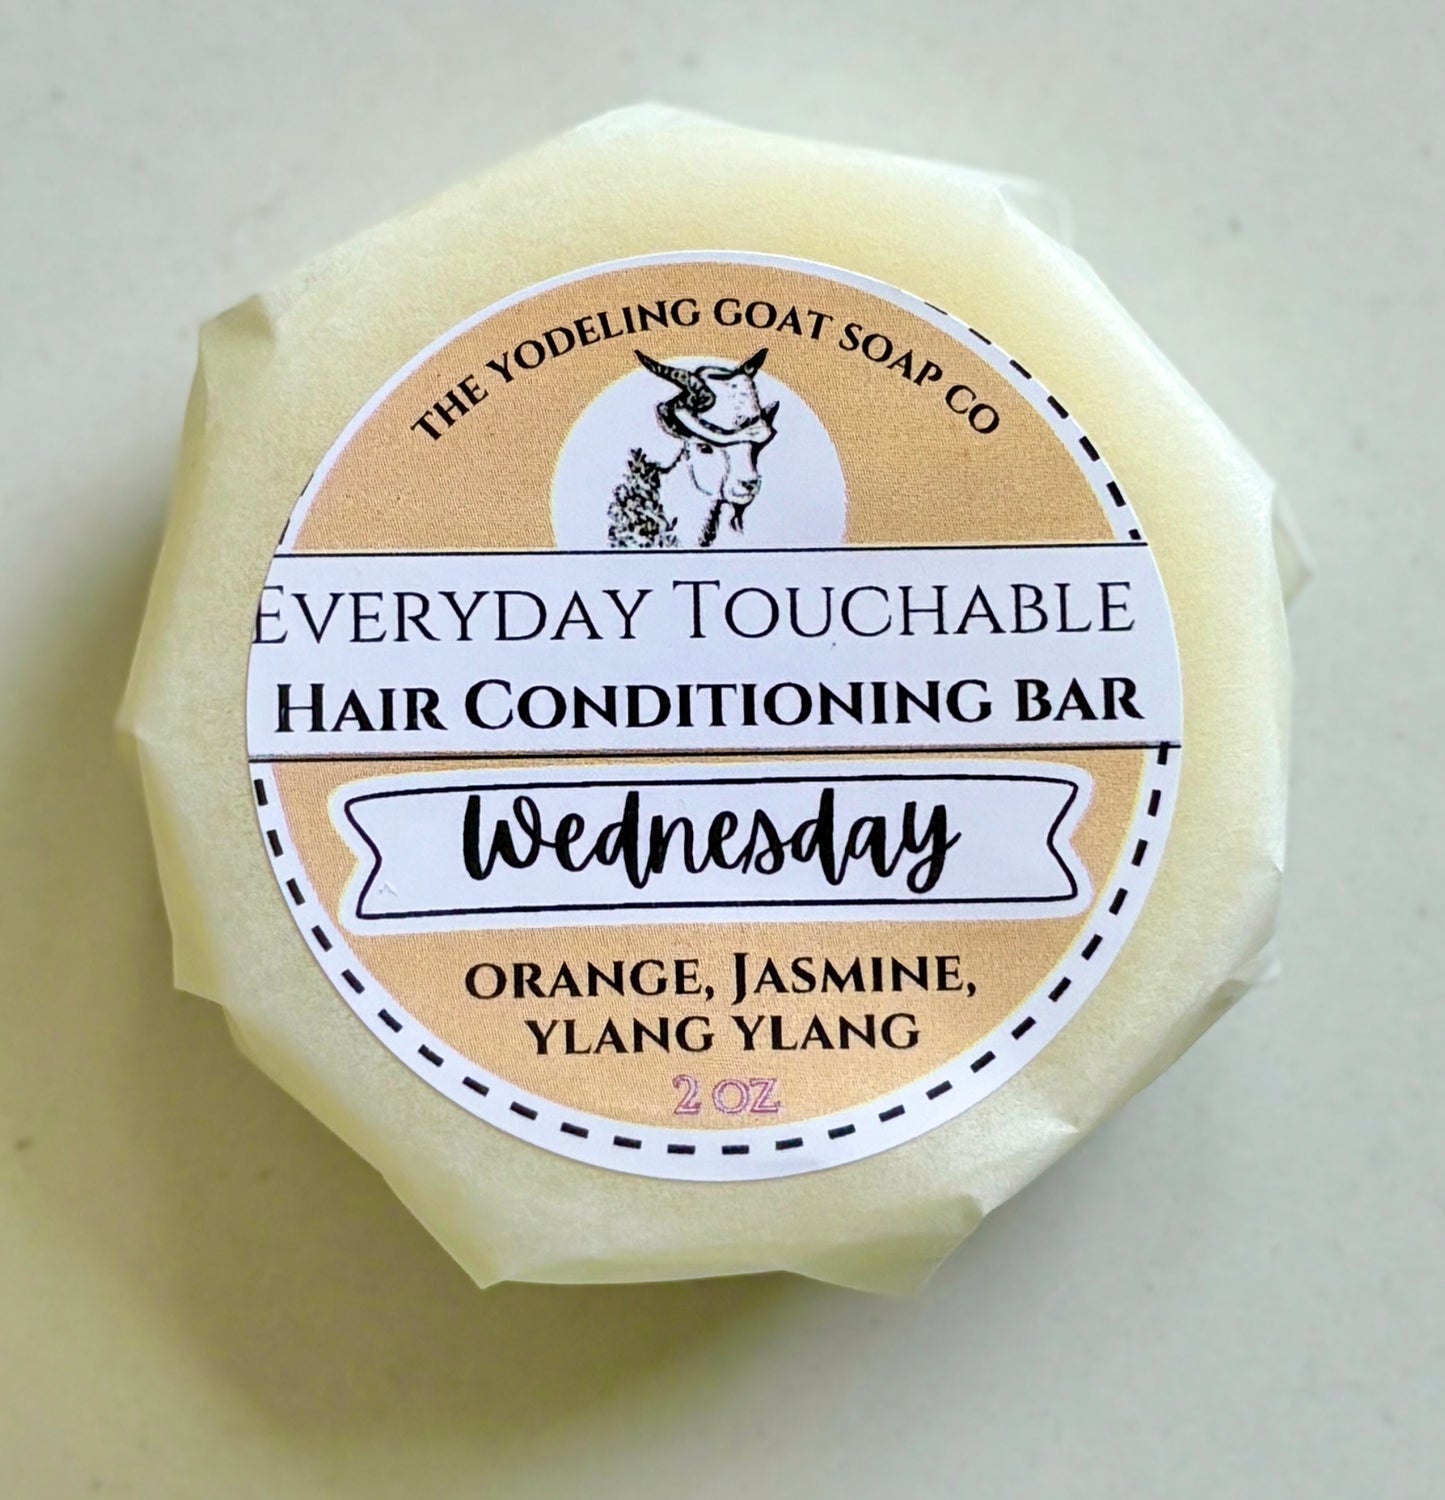 THE YODELING GOAT SOAP CO
EVERYDAY TOUCHABLE
HAIR CONDITIONING BAR
Wednesday
ORANGE, JASMINE,
YLANG YLANG
2 OZ